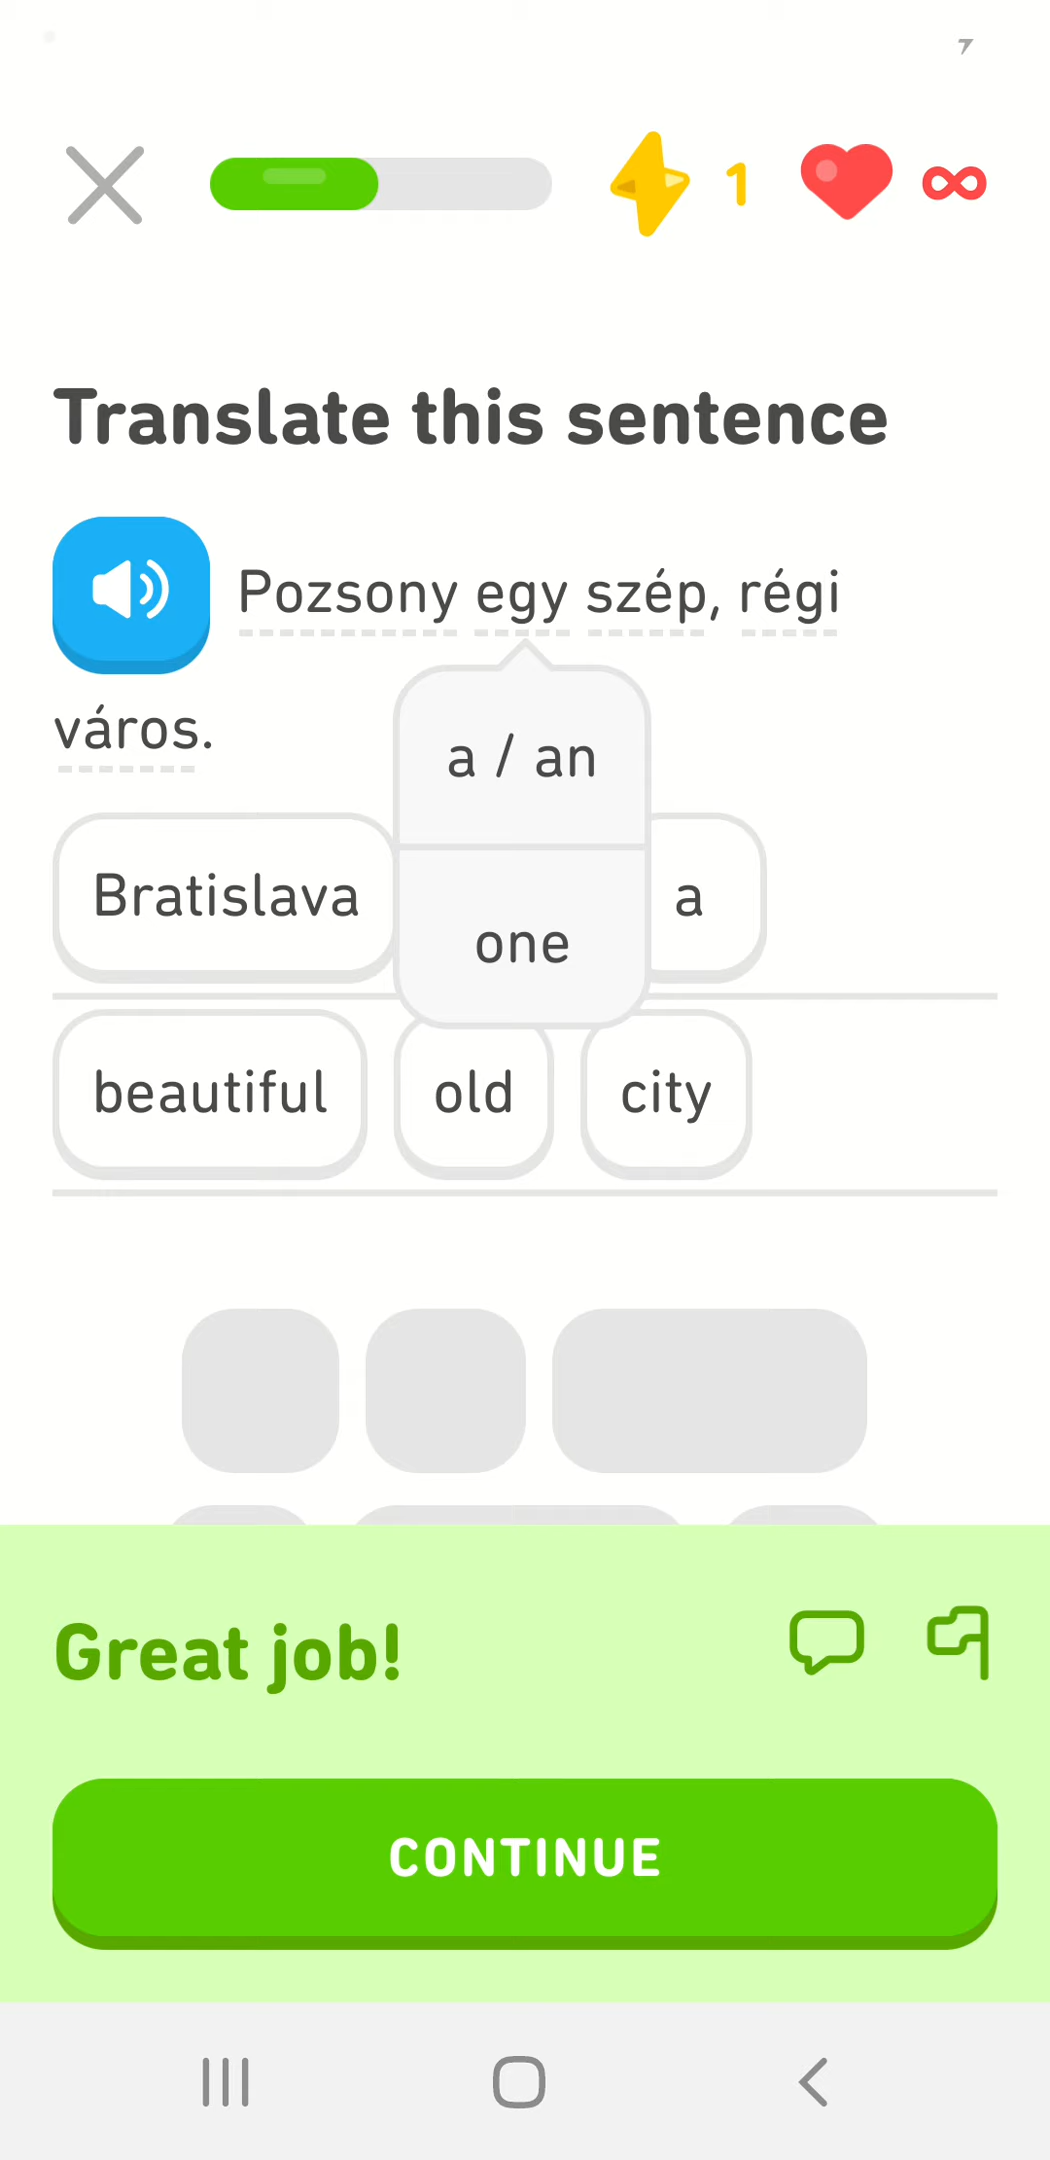 1
Translate this sentence
Pozsony egy szép, régi
város.
a / an
one
Bratislava
a
beautiful
old
city
Great job!
CONTINUE